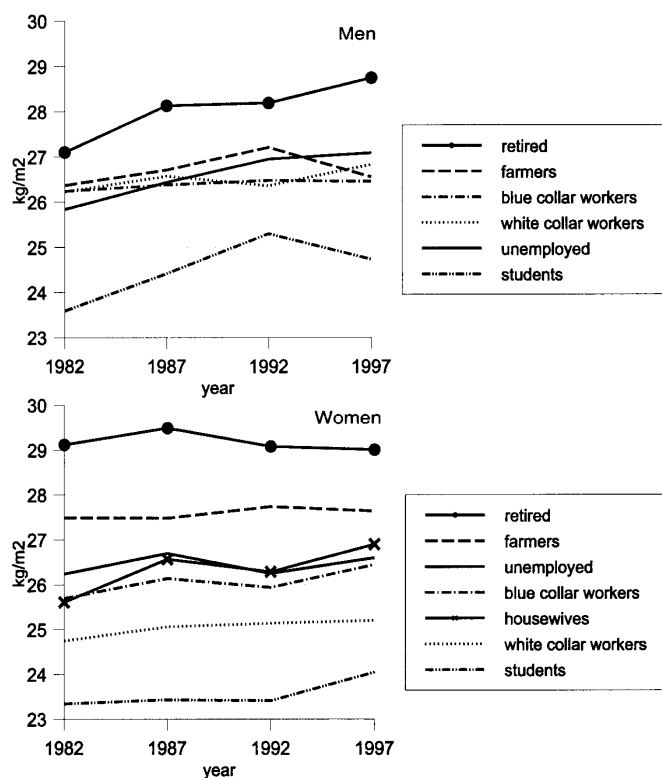 Men
30
29
28
27
26
25
24
23
kg/m2
1982 1987 1992 1997
year
retired
farmers
blue collar workers
white collar workers
unemployed
students
Women
30
29
28
27
26
25
24
23
kg/m2
1982 1987 1992 1997
year
retired
farmers
unemployed
blue collar workers
housewives
white collar workers
students